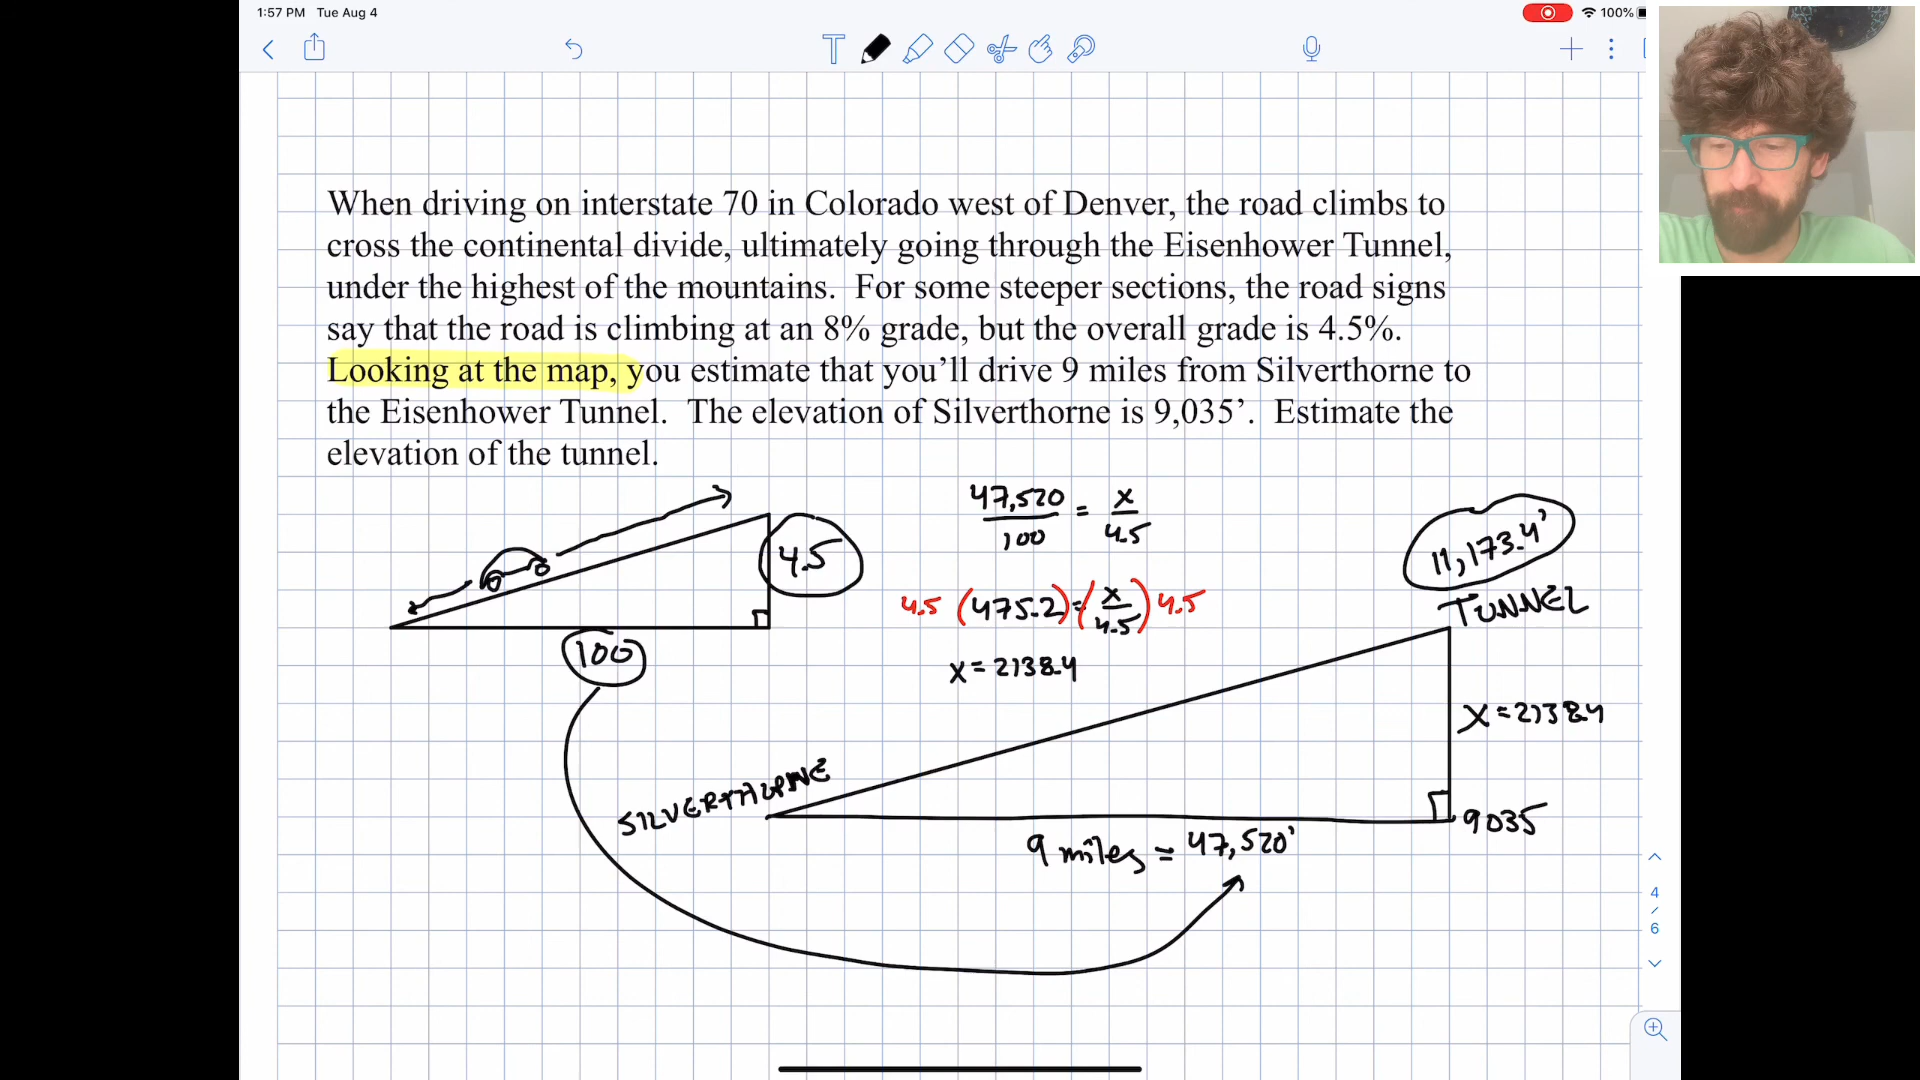 1:57 PM Tue Aug 4
100%
T
When driving on interstate 70 in Colorado west of Denver, the road climbs to
cross the continental divide, ultimately going through the Eisenhower Tunnel,
under the highest of the mountains. For some steeper sections, the road signs
say that the road is climbing at an 8% grade, but the overall grade is 4.5%.
Looking at the map, you estimate that you’ll drive 9 miles from Silverthorne to
the Eisenhower Tunnel. The elevation of Silverthorne is 9,035’. Estimate the
elevation of the tunnel.
4.5
100
47,520/100 = x/4.5
4.5 (475.2) = (x/4.5) 4.5
x = 2138.4
11,173.4'
TUNNEL
x = 2138.4
SILVERTHORNE
9035
9 miles = 47,520'
4
/
6